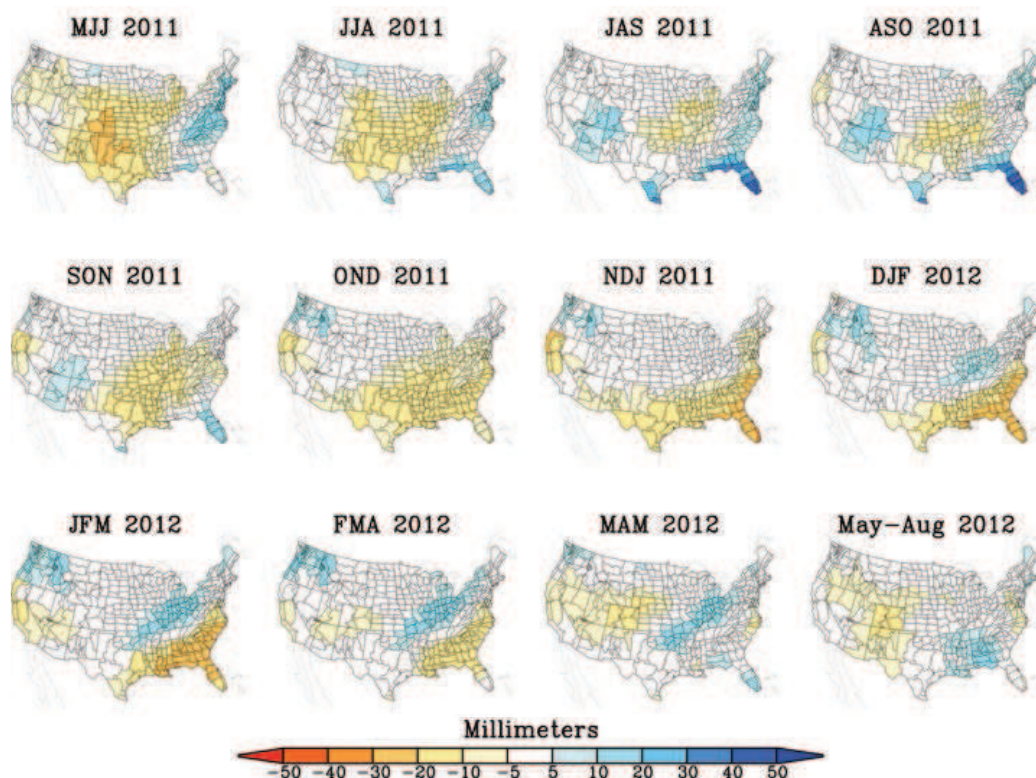 MJJ 2011 JJA 2011 JAS 2011 ASO 2011
SON 2011 OND 2011 NDJ 2011 DJF 2012
JFM 2012 FMA 2012 MAM 2012 May-Aug 2012
Millimeters
-50 -40 -30 -20 -10 -5 5 10 20 30 40 50